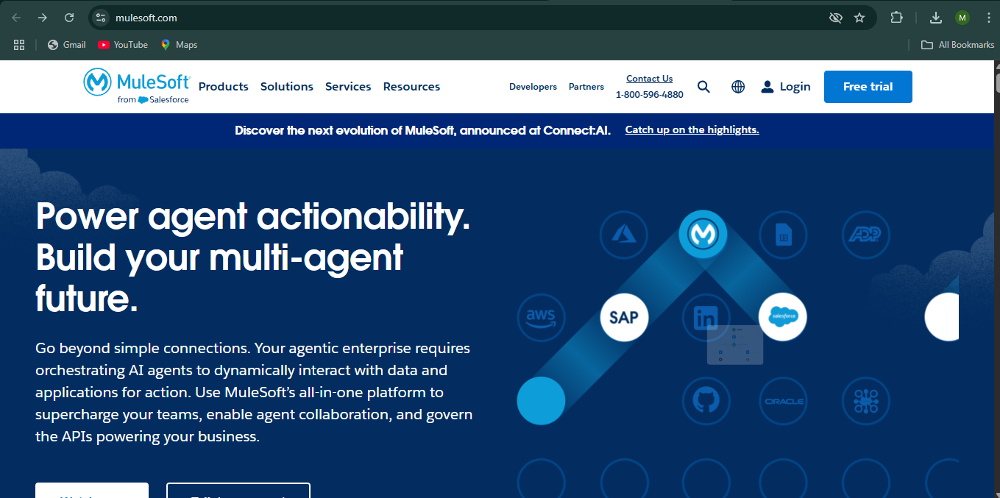 mulesoft.com
M
Gmail
YouTube
Maps
All Bookmarks
MuleSoft
from Salesforce
Products
Solutions
Services
Resources
Developers
Partners
Contact Us
1-800-596-4880
Login
Free trial
Discover the next evolution of MuleSoft, announced at Connect:AI.
Catch up on the highlights.
Power agent actionability.
Build your multi-agent
future.
Go beyond simple connections. Your agentic enterprise requires
orchestrating AI agents to dynamically interact with data and
applications for action. Use MuleSoft’s all-in-one platform to
supercharge your teams, enable agent collaboration, and govern
the APIs powering your business.
ADP
aws
SAP
in
salesforce
ORACLE